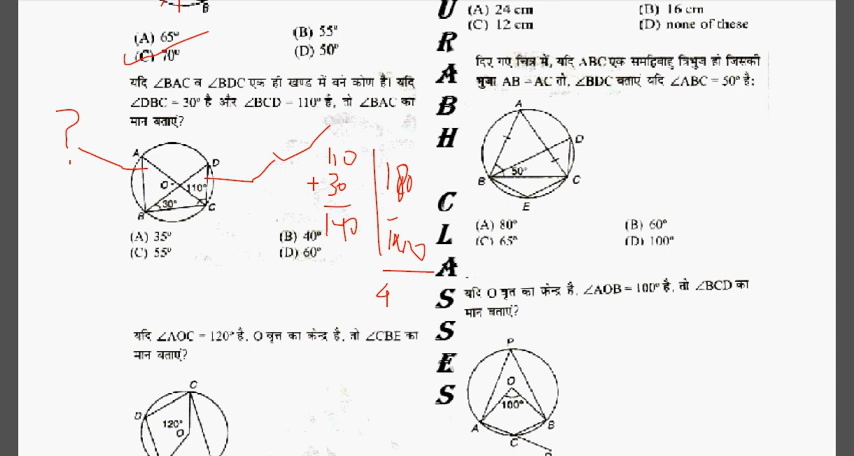 B
(A) 65° (B) 55°
(C) 70° (D) 50°
यदि ∠BAC व ∠BDC एक ही खण्ड में बने कोण है। यदि
∠DBC = 30° है और ∠BCD = 110° है, तो ∠BAC का
मान बताएं?
?
A
D
O
110°
B
30°
C
110
+ 30
140
180
4
(A) 35° (B) 40°
(C) 55° (D) 60°
यदि ∠AOC = 120° है, O वृत्त का केन्द्र है, तो ∠CBE का
मान बताएं?
C
D
120°
O
U
R
A
B
H
C
L
A
S
S
E
S
(A) 24 cm (B) 16 cm
(C) 12 cm (D) none of these
दिए गए चित्र में, यदि ABC एक समद्विबाहु त्रिभुज हो जिसकी
भुजा AB = AC तो, ∠BDC बताएं यदि ∠ABC = 50° है:
A
D
50°
B
C
E
(A) 80° (B) 60°
(C) 65° (D) 100°
यदि O वृत्त का केन्द्र है, ∠AOB = 100° है, तो ∠BCD का
मान बताएं?
P
O
100°
A
B
C